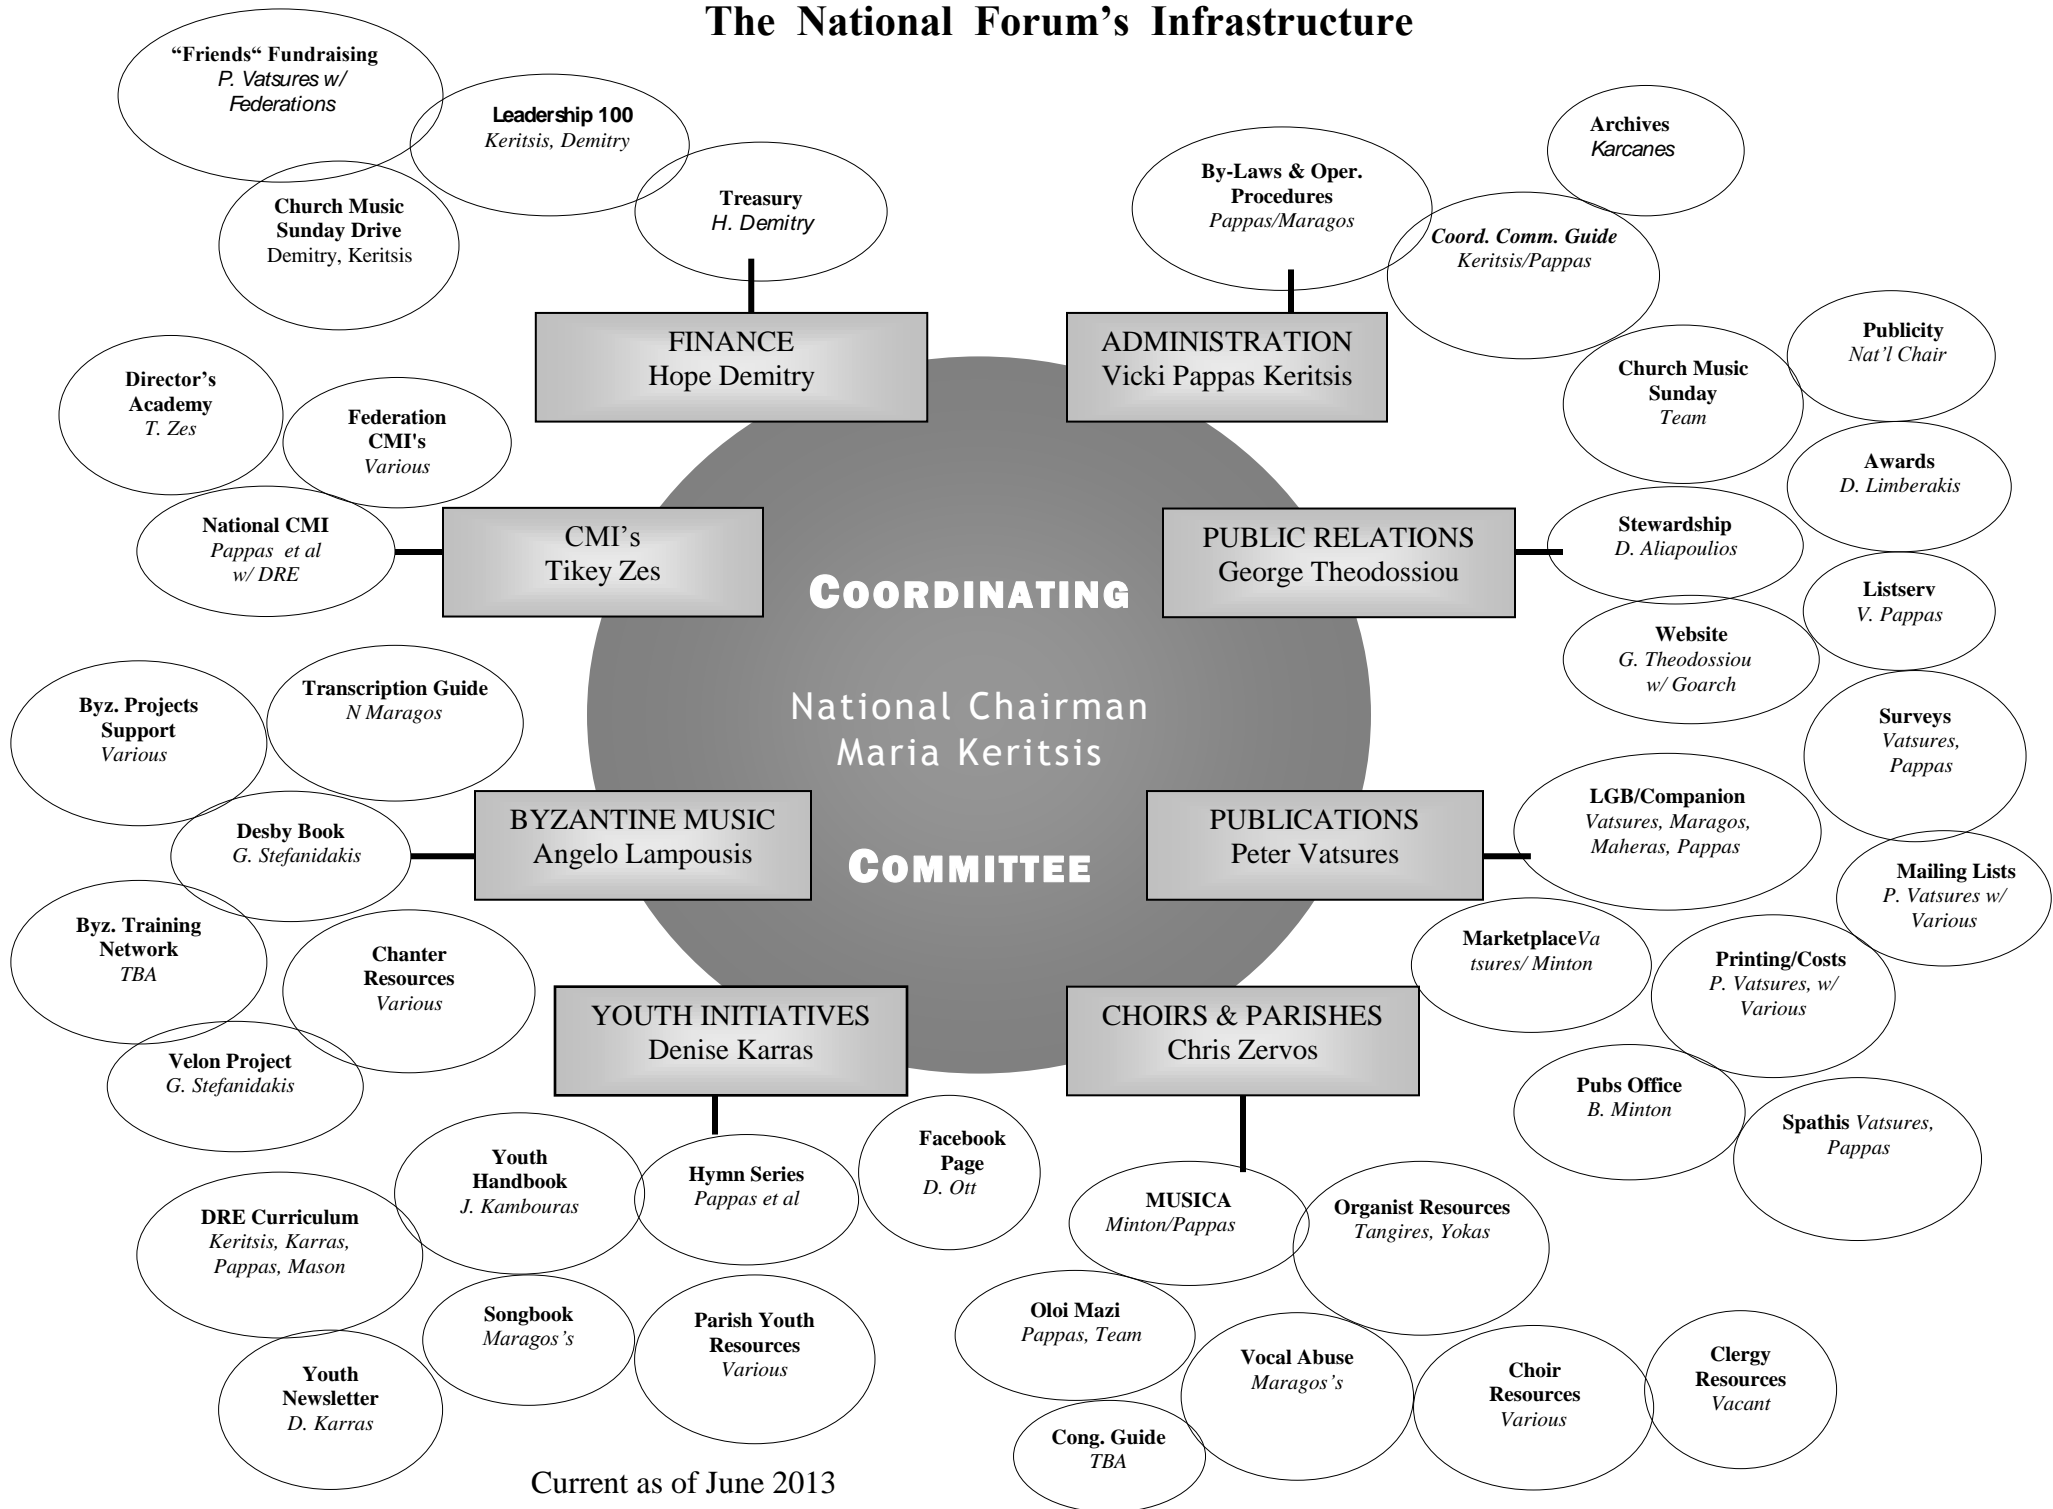 The National Forum's Infrastructure
“Friends“ Fundraising
P. Vatsures w/
Federations
Leadership 100
Keritsis, Demitry
Church Music
Sunday Drive
Demitry, Keritsis
Treasury
H. Demitry
By-Laws & Oper.
Procedures
Pappas/Maragos
Archives
Karcanes
Coord. Comm. Guide
Keritsis/Pappas
FINANCE
Hope Demitry
ADMINISTRATION
Vicki Pappas Keritsis
Publicity
Nat'l Chair
Church Music
Sunday
Team
Awards
D. Limberakis
Director's
Academy
T. Zes
Federation
CMI's
Various
National CMI
Pappas et al
w/ DRE
CMI's
Tikey Zes
PUBLIC RELATIONS
George Theodossiou
Stewardship
D. Aliapoulios
Listserv
V. Pappas
Website
G. Theodossiou
w/ Goarch
Surveys
Vatsures,
Pappas
COORDINATING
National Chairman
Maria Keritsis
COMMITTEE
Byz. Projects
Support
Various
Transcription Guide
N Maragos
Desby Book
G. Stefanidakis
BYZANTINE MUSIC
Angelo Lampousis
Byz. Training
Network
TBA
Chanter
Resources
Various
Velon Project
G. Stefanidakis
PUBLICATIONS
Peter Vatsures
LGB/Companion
Vatsures, Maragos,
Maheras, Pappas
Mailing Lists
P. Vatsures w/
Various
MarketplaceVa
tsures/ Minton
Printing/Costs
P. Vatsures, w/
Various
Pubs Office
B. Minton
Spathis Vatsures,
Pappas
YOUTH INITIATIVES
Denise Karras
Youth
Handbook
J. Kambouras
Hymn Series
Pappas et al
Facebook
Page
D. Ott
DRE Curriculum
Keritsis, Karras,
Pappas, Mason
Songbook
Maragos's
Parish Youth
Resources
Various
Youth
Newsletter
D. Karras
CHOIRS & PARISHES
Chris Zervos
MUSICA
Minton/Pappas
Organist Resources
Tangires, Yokas
Oloi Mazi
Pappas, Team
Vocal Abuse
Maragos's
Choir
Resources
Various
Clergy
Resources
Vacant
Cong. Guide
TBA
Current as of June 2013